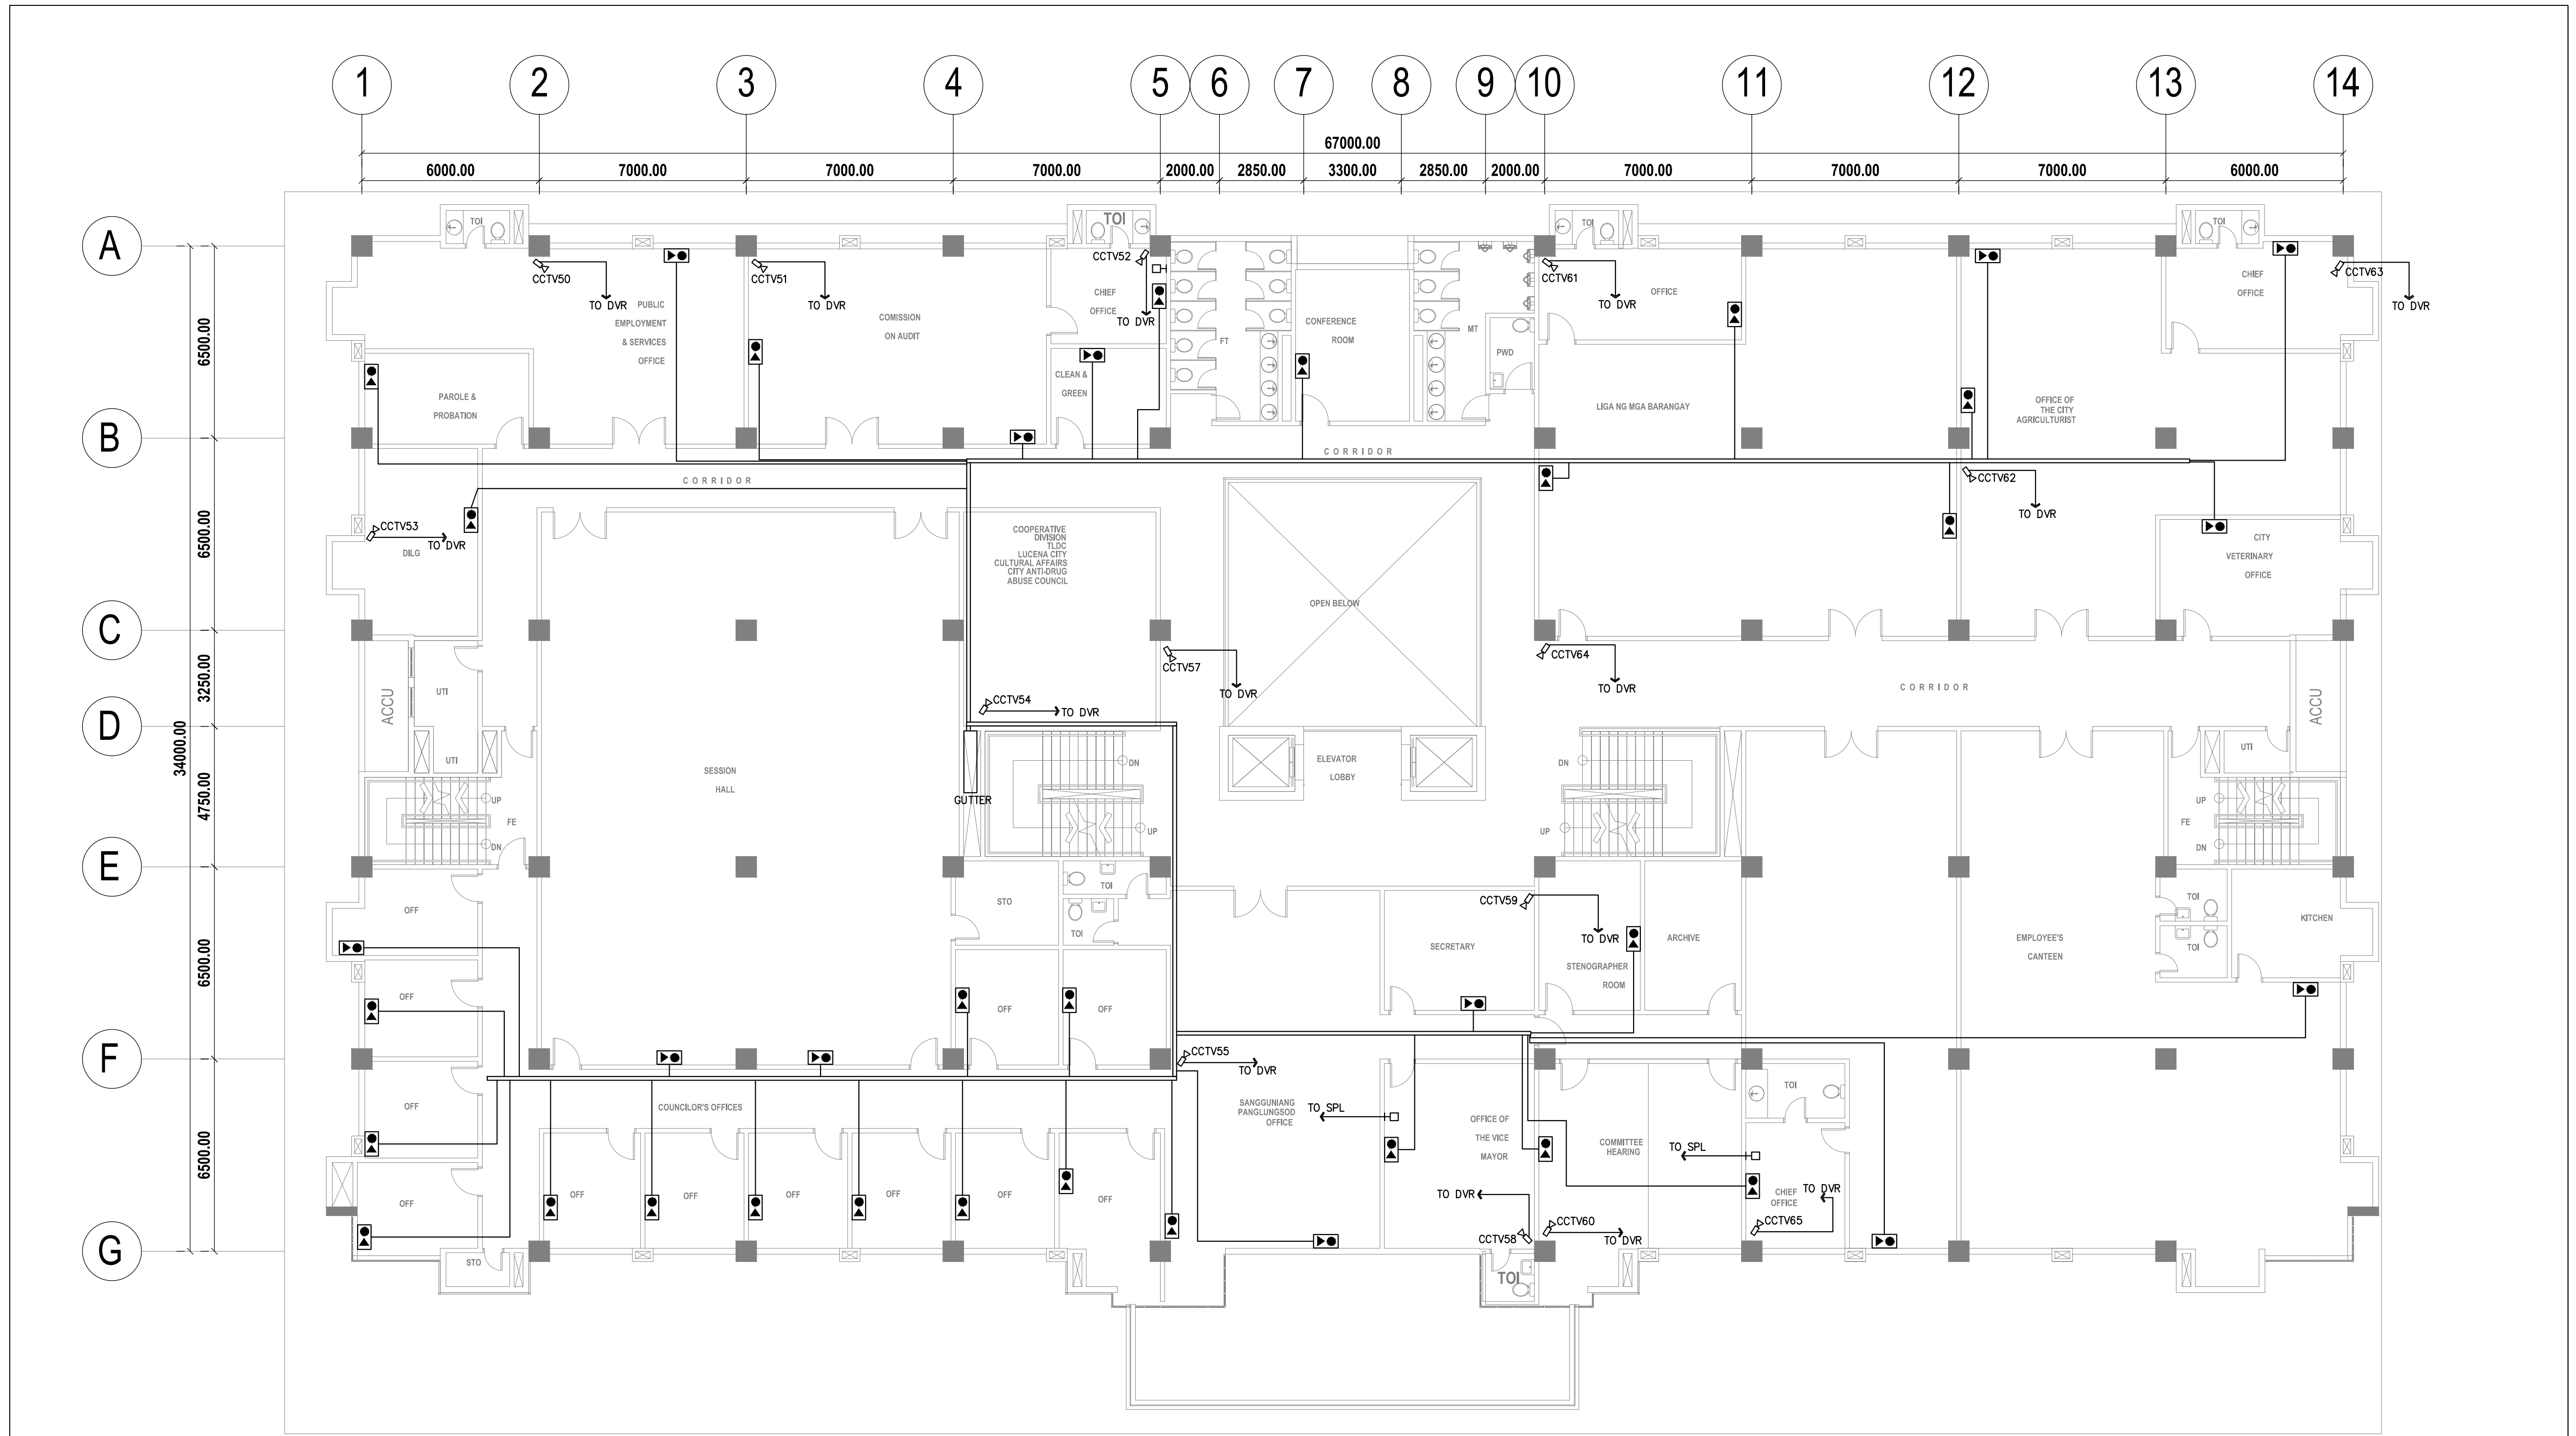 1 2 3 4 5 6 7 8 9 10 11 12 13 14
67000.00
6000.00 7000.00 7000.00 7000.00 2000.00 2850.00 3300.00 2850.00 2000.00 7000.00 7000.00 7000.00 6000.00
A
B
C
D
E
F
G
34000.00
6500.00
6500.00
3250.00
4750.00
6500.00
6500.00
TOI
TOI
TOI
TOI
CCTV50
TO DVR
PUBLIC
EMPLOYMENT
& SERVICES
OFFICE
CCTV51
TO DVR
COMISSION
ON AUDIT
CCTV52
CHIEF
OFFICE
TO DVR
CLEAN &
GREEN
PAROLE &
PROBATION
FT
CONFERENCE
ROOM
MT
PWD
CCTV61
TO DVR
OFFICE
LIGA NG MGA BARANGAY
OFFICE OF
THE CITY
AGRICULTURIST
CHIEF
OFFICE
CCTV63
TO DVR
CORRIDOR
CORRIDOR
CCTV53
TO DVR
DILG
COOPERATIVE
DIVISION
TLDC
LUCENA CITY
CULTURAL AFFAIRS
CITY ANTI-DRUG
ABUSE COUNCIL
OPEN BELOW
CCTV62
TO DVR
CITY
VETERINARY
OFFICE
ACCU
UTI
UTI
CCTV54
TO DVR
CCTV57
TO DVR
CCTV64
TO DVR
CORRIDOR
ACCU
UTI
SESSION
HALL
GUTTER
DN
UP
ELEVATOR
LOBBY
DN
UP
UP
DN
FE
UP
DN
FE
OFF
OFF
OFF
OFF
STO
STO
TOI
TOI
OFF
OFF
CCTV59
TO DVR
SECRETARY
STENOGRAPHER
ROOM
ARCHIVE
EMPLOYEE'S
CANTEEN
TOI
TOI
KITCHEN
COUNCILOR'S OFFICES
OFF
OFF
OFF
OFF
OFF
OFF
CCTV55
TO DVR
SANGGUNIANG
PANGLUNGSOD
OFFICE
TO SPL
OFFICE OF
THE VICE
MAYOR
TO DVR
CCTV58
TOI
CCTV60
TO DVR
COMMITTEE
HEARING
TO SPL
TOI
CHIEF
OFFICE
TO DVR
CCTV65